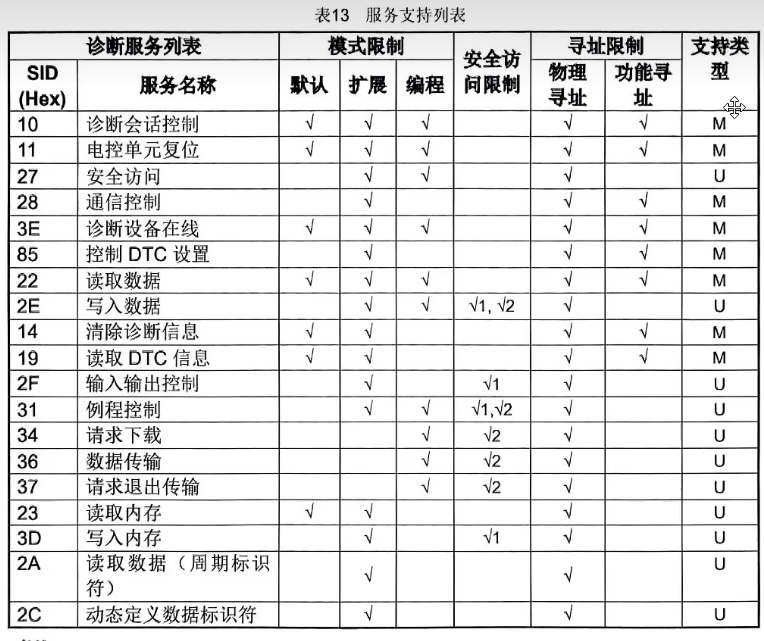 表13 服务支持列表
诊断服务列表 模式限制 安全访问限制 寻址限制 支持类型
SID (Hex) 服务名称 默认 扩展 编程 物理寻址 功能寻址
10 诊断会话控制 √ √ √ √ √ M
11 电控单元复位 √ √ √ √ √ M
27 安全访问 √ √ √ U
28 通信控制 √ √ √ M
3E 诊断设备在线 √ √ √ √ √ M
85 控制 DTC 设置 √ √ √ M
22 读取数据 √ √ √ √ √ M
2E 写入数据 √ √ √1, √2 √ U
14 清除诊断信息 √ √ √ √ M
19 读取 DTC 信息 √ √ √ √ M
2F 输入输出控制 √ √1 √ U
31 例程控制 √ √ √1,√2 √ U
34 请求下载 √ √2 √ U
36 数据传输 √ √2 √ U
37 请求退出传输 √ √2 √ U
23 读取内存 √ √ √ U
3D 写入内存 √ √1 √ U
2A 读取数据（周期标识符） √ √ U
2C 动态定义数据标识符 √ √ U